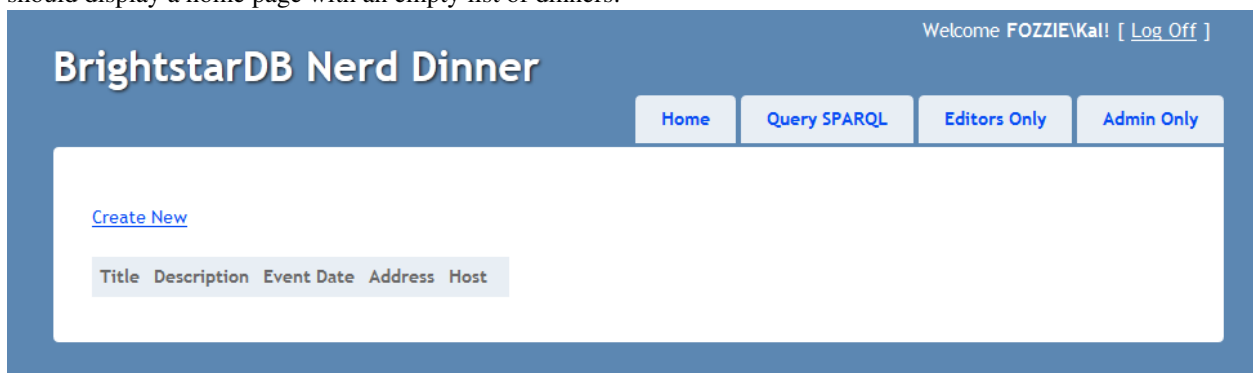 should display a home page with an empty list of dinners.
Welcome FOZZIE\Kal! [ Log Off ]
BrightstarDB Nerd Dinner
Home Query SPARQL Editors Only Admin Only
Create New
Title Description Event Date Address Host